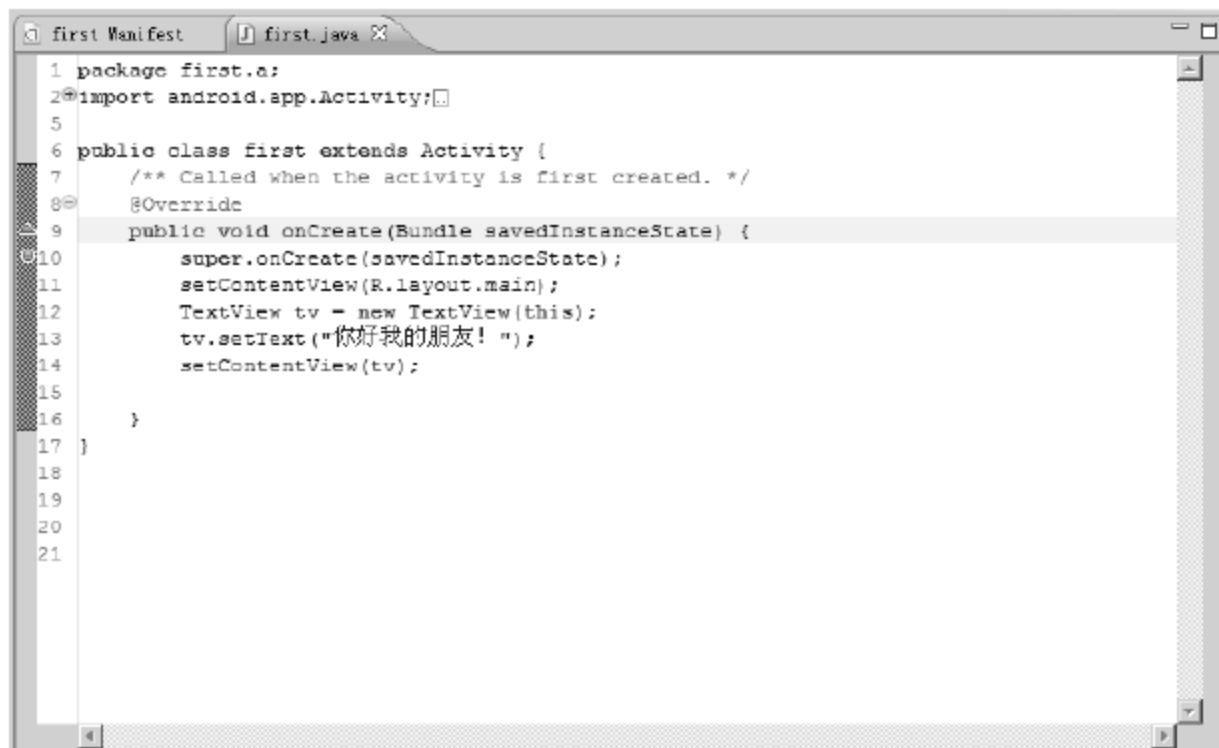 first Manifest
first.java
1 package first.a;
2 import android.app.Activity;
5
6 public class first extends Activity {
7 /** Called when the activity is first created. */
8 @Override
9 public void onCreate(Bundle savedInstanceState) {
10 super.onCreate(savedInstanceState);
11 setContentView(R.layout.main);
12 TextView tv = new TextView(this);
13 tv.setText("你好我的朋友! ");
14 setContentView(tv);
15
16 }
17 }
18
19
20
21